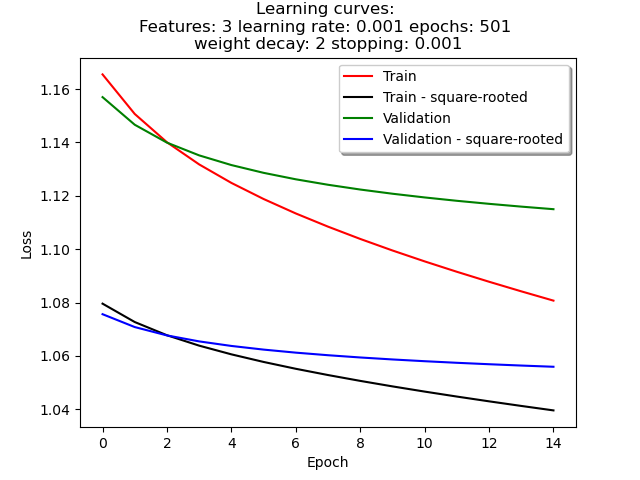 Learning curves:
Features: 3 learning rate: 0.001 epochs: 501
weight decay: 2 stopping: 0.001
Train
Train - square-rooted
Validation
Validation - square-rooted
Loss
1.16
1.14
1.12
1.10
1.08
1.06
1.04
0 2 4 6 8 10 12 14
Epoch